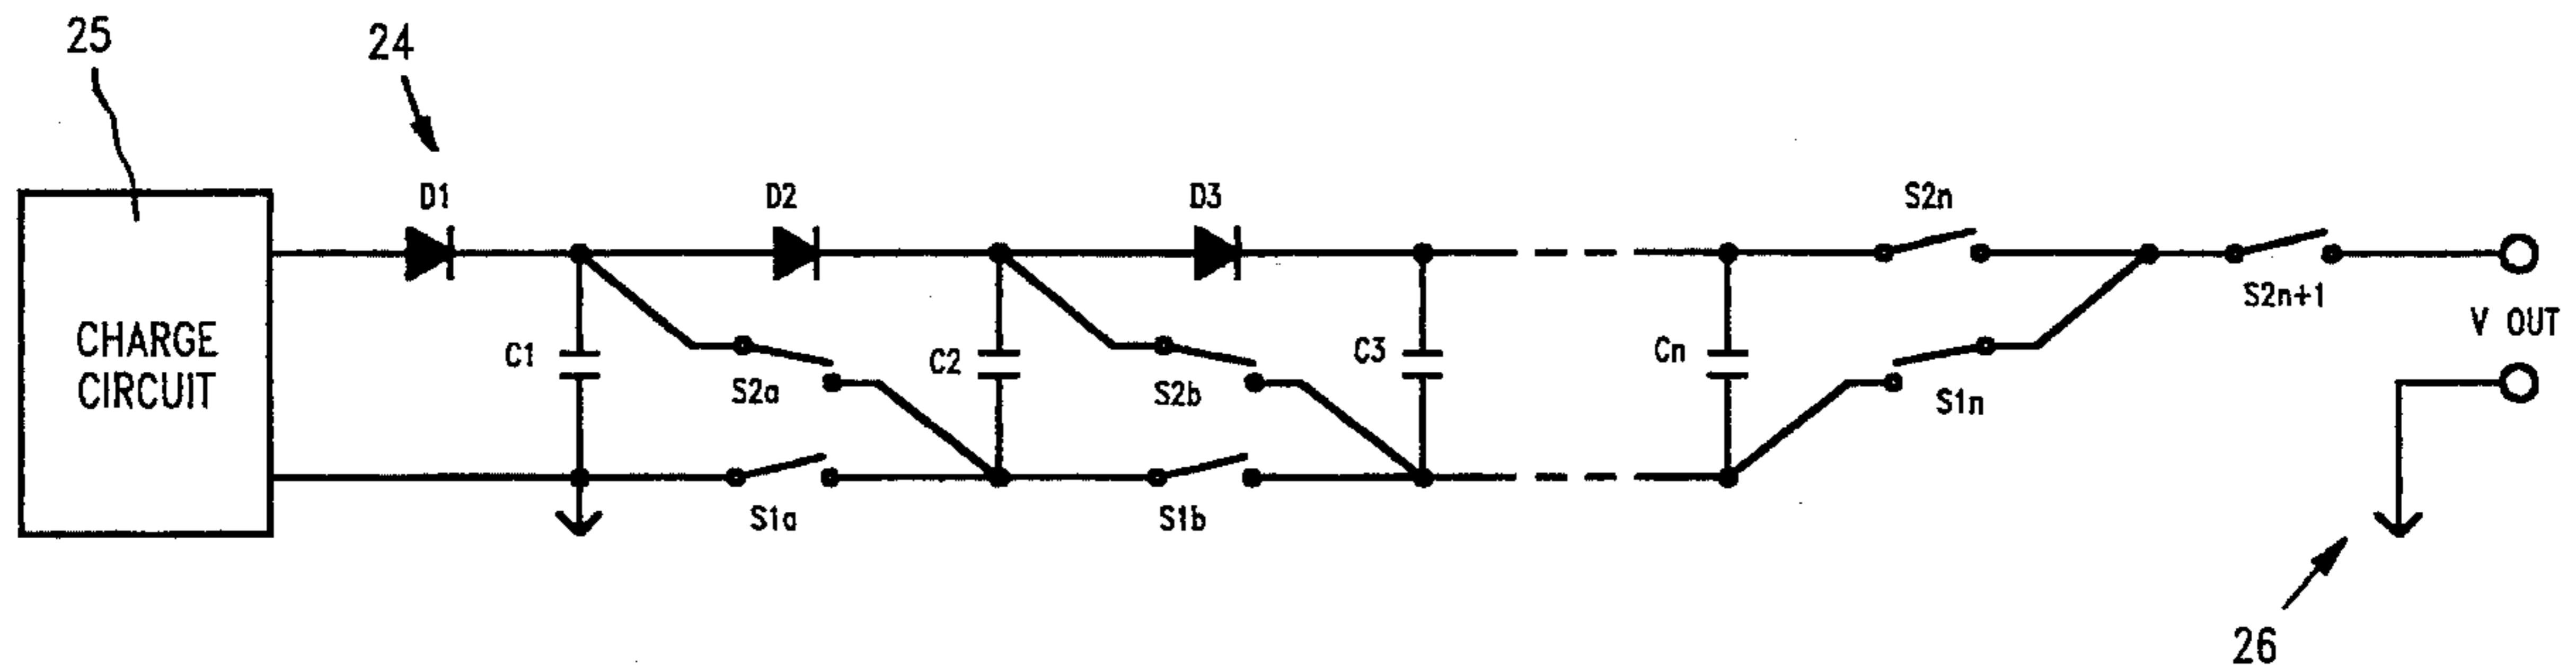 25
24
D1
D2
D3
S2n
S2n+1
CHARGE
CIRCUIT
C1
S2a
C2
S2b
C3
Cn
S1n
V OUT
S1a
S1b
26